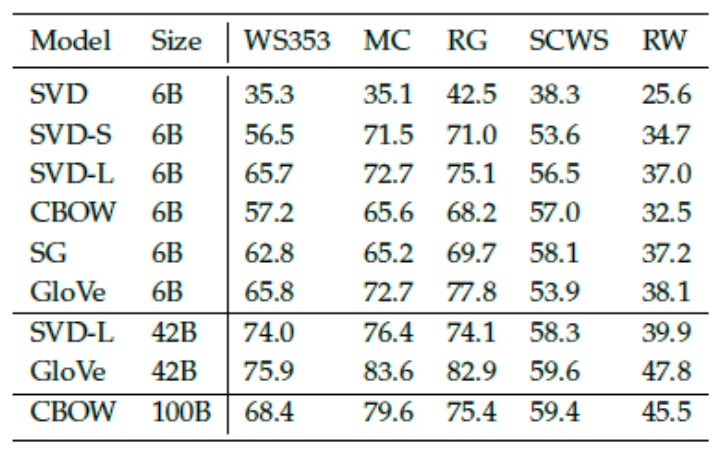 Model Size WS353 MC RG SCWS RW
SVD 6B 35.3 35.1 42.5 38.3 25.6
SVD-S 6B 56.5 71.5 71.0 53.6 34.7
SVD-L 6B 65.7 72.7 75.1 56.5 37.0
CBOW 6B 57.2 65.6 68.2 57.0 32.5
SG 6B 62.8 65.2 69.7 58.1 37.2
GloVe 6B 65.8 72.7 77.8 53.9 38.1
SVD-L 42B 74.0 76.4 74.1 58.3 39.9
GloVe 42B 75.9 83.6 82.9 59.6 47.8
CBOW 100B 68.4 79.6 75.4 59.4 45.5